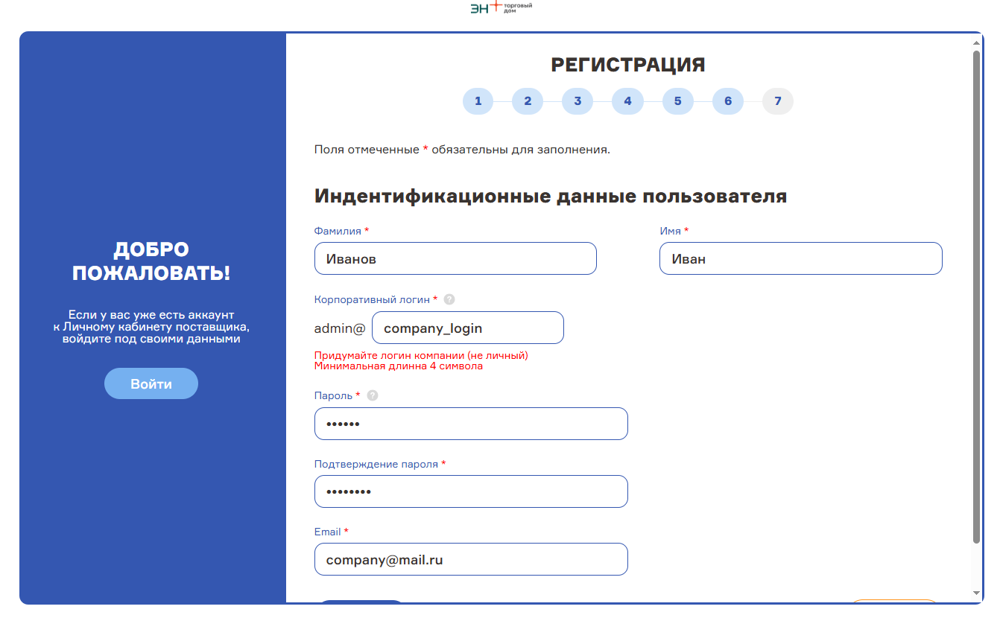 ЭН+ торговый
дом
РЕГИСТРАЦИЯ
1 2 3 4 5 6 7
Поля отмеченные * обязательны для заполнения.
Индентификационные данные пользователя
Фамилия * Имя *
Иванов Иван
Корпоративный логин * ?
admin@ company_login
Придумайте логин компании (не личный)
Минимальная длинна 4 символа
Пароль * ?
••••••
Подтверждение пароля *
••••••••
Email *
company@mail.ru
ДОБРО
ПОЖАЛОВАТЬ!
Если у вас уже есть аккаунт
к Личному кабинету поставщика,
войдите под своими данными
Войти